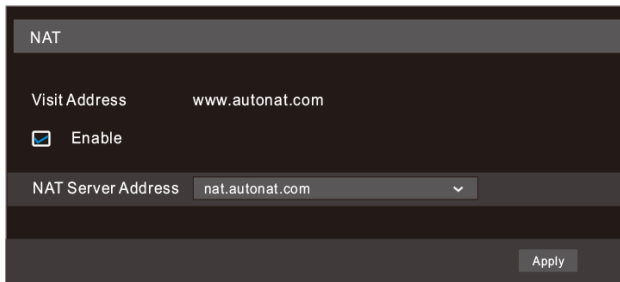 NAT
Visit Address www.autonat.com
Enable
NAT Server Address nat.autonat.com
Apply